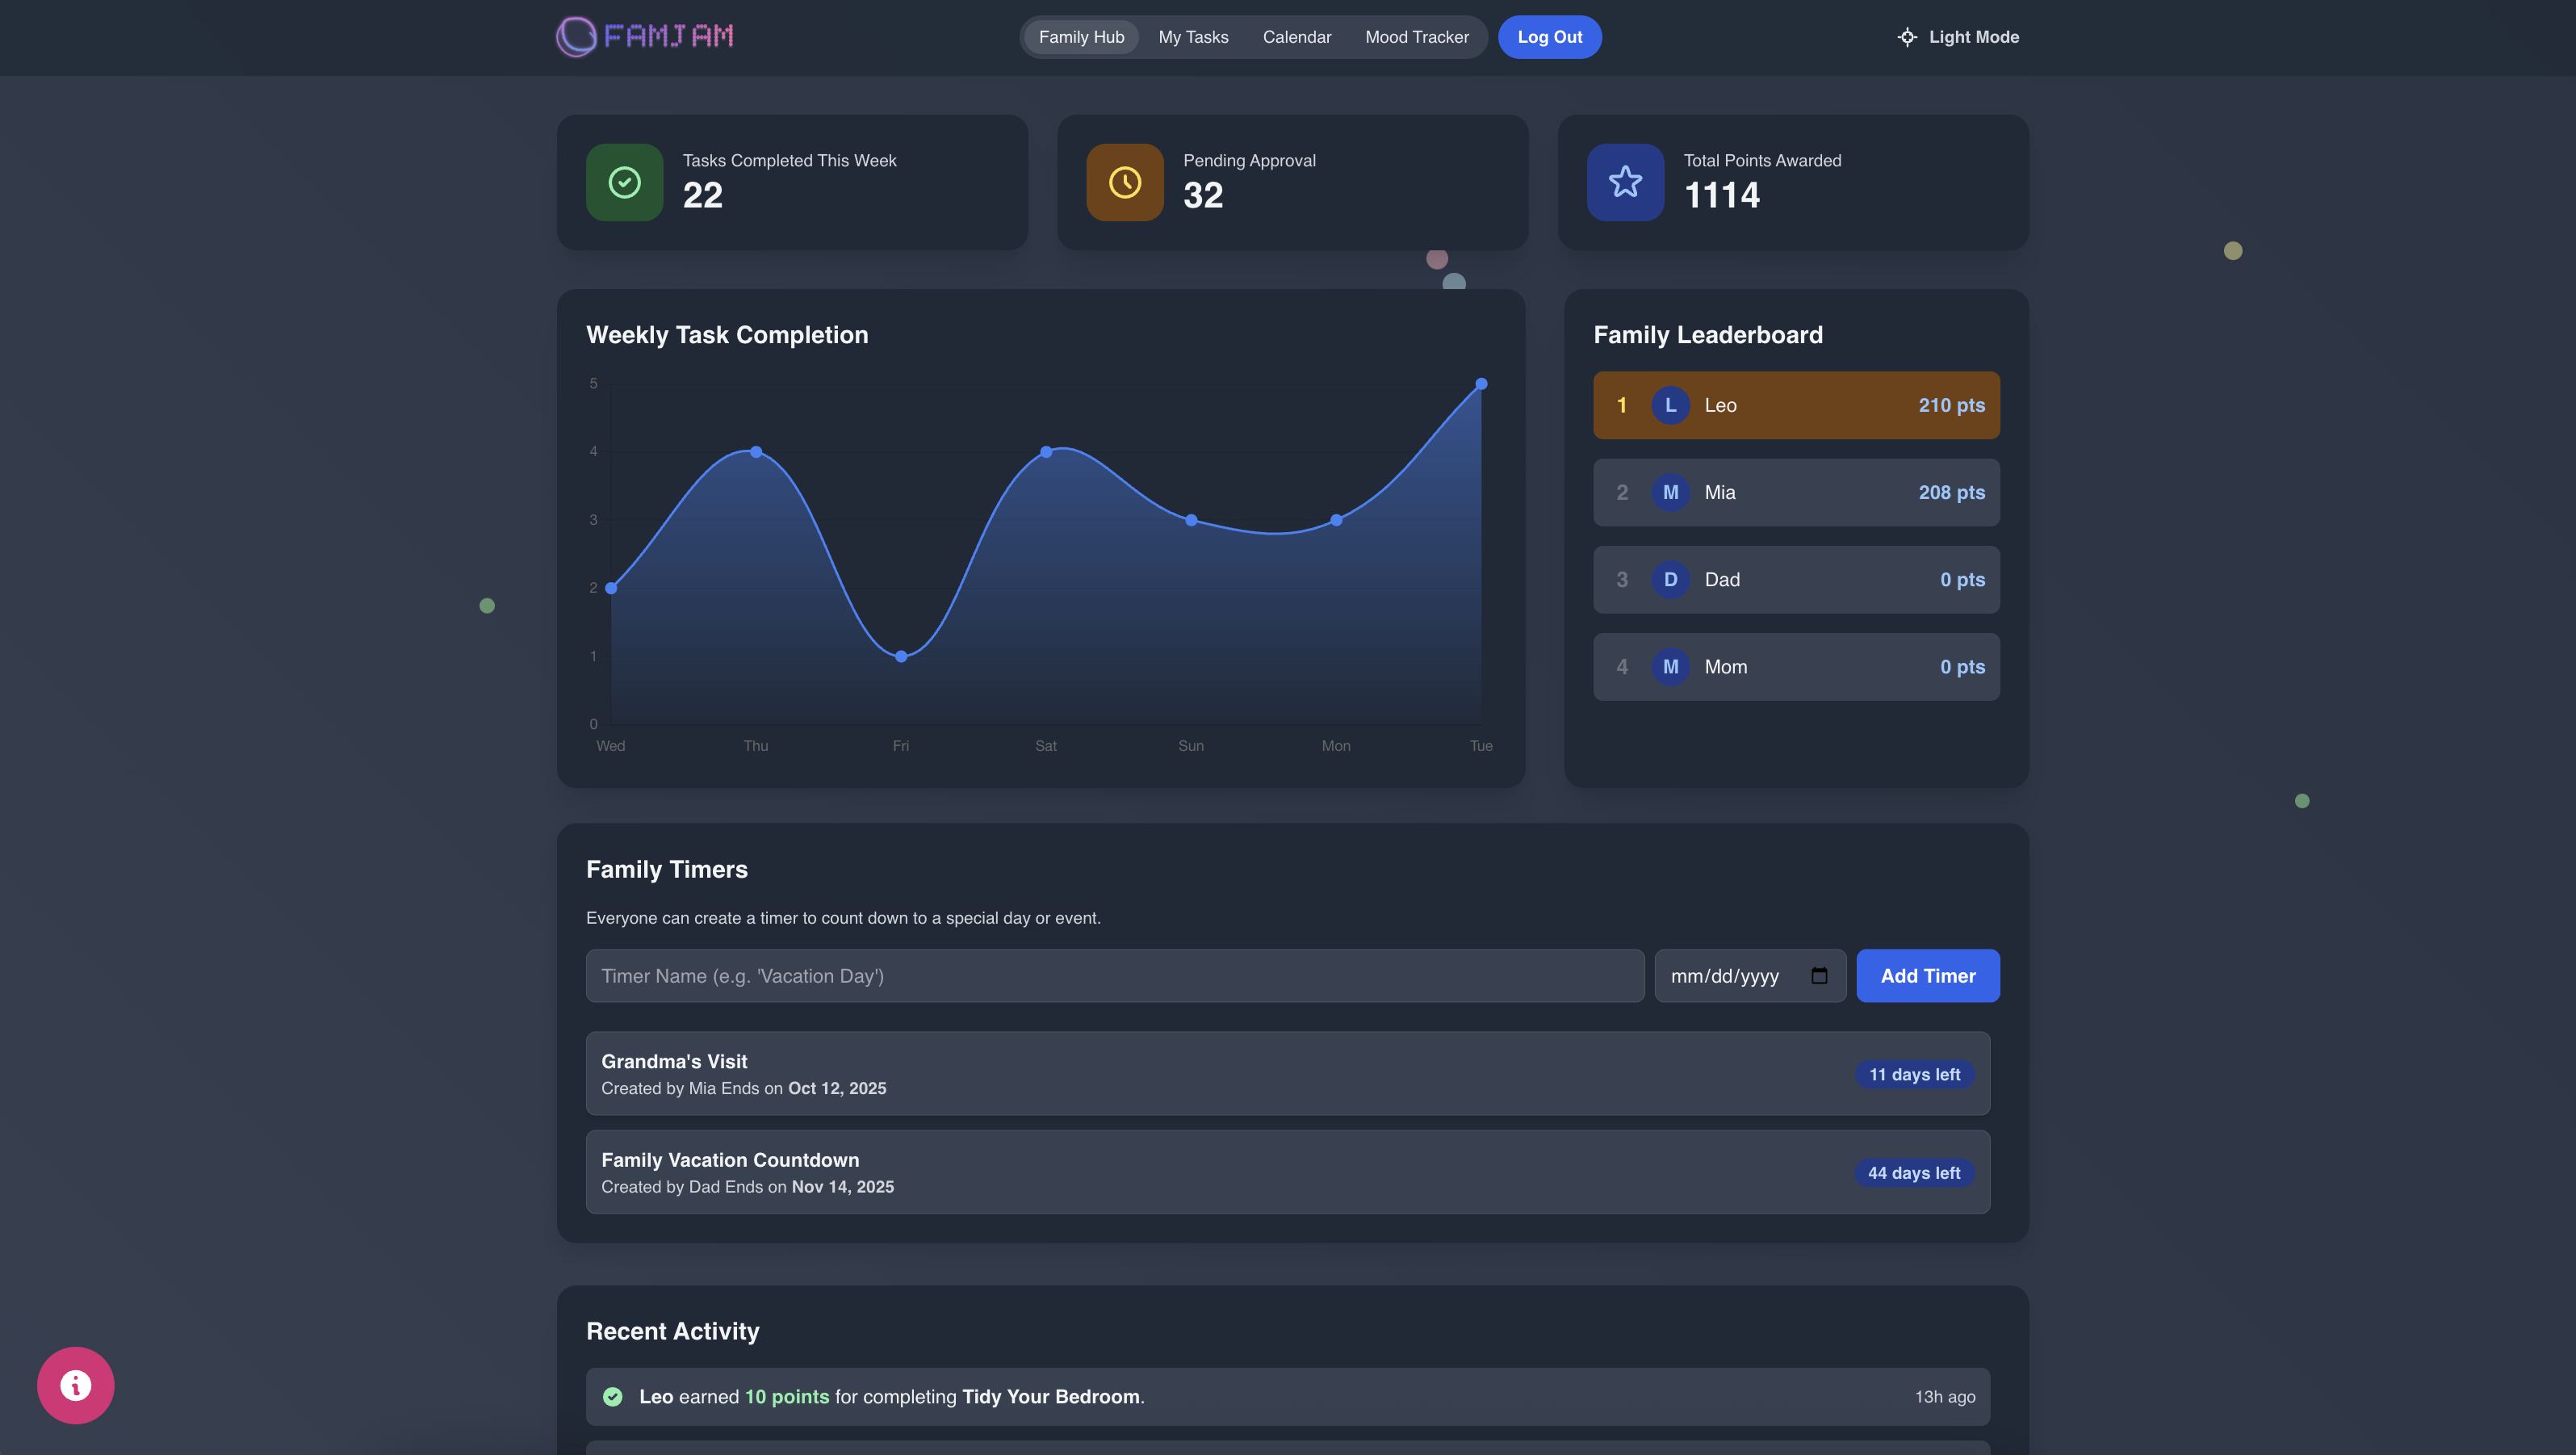 FAMJAM
Family Hub
My Tasks
Calendar
Mood Tracker
Log Out
Light Mode
Tasks Completed This Week
22
Pending Approval
32
Total Points Awarded
1114
Weekly Task Completion
5
4
3
2
1
0
Wed
Thu
Fri
Sat
Sun
Mon
Tue
Family Leaderboard
1 L Leo 210 pts
2 M Mia 208 pts
3 D Dad 0 pts
4 M Mom 0 pts
Family Timers
Everyone can create a timer to count down to a special day or event.
Timer Name (e.g. 'Vacation Day')
mm/dd/yyyy
Add Timer
Grandma's Visit
Created by Mia Ends on Oct 12, 2025
11 days left
Family Vacation Countdown
Created by Dad Ends on Nov 14, 2025
44 days left
Recent Activity
Leo earned 10 points for completing Tidy Your Bedroom.
13h ago